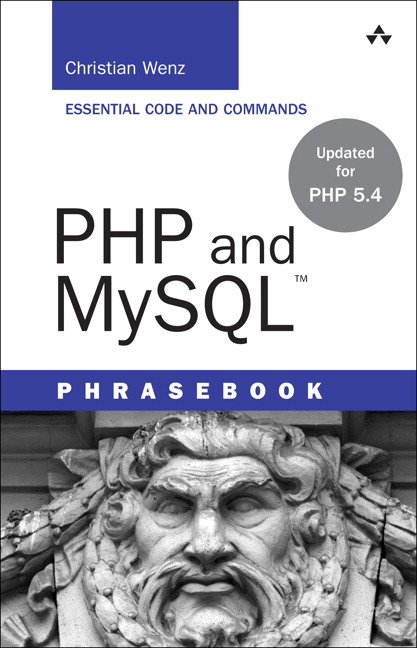 Christian Wenz
ESSENTIAL CODE AND COMMANDS
Updated
for
PHP 5.4
PHP and
MySQL™
PHRASEBOOK